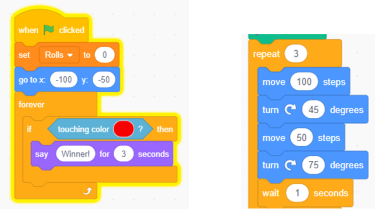 when clicked
set Rolls to 0
go to x: -100 y: -50
forever
if touching color ? then
say Winner! for 3 seconds
repeat 3
move 100 steps
turn 45 degrees
move 50 steps
turn 75 degrees
wait 1 seconds